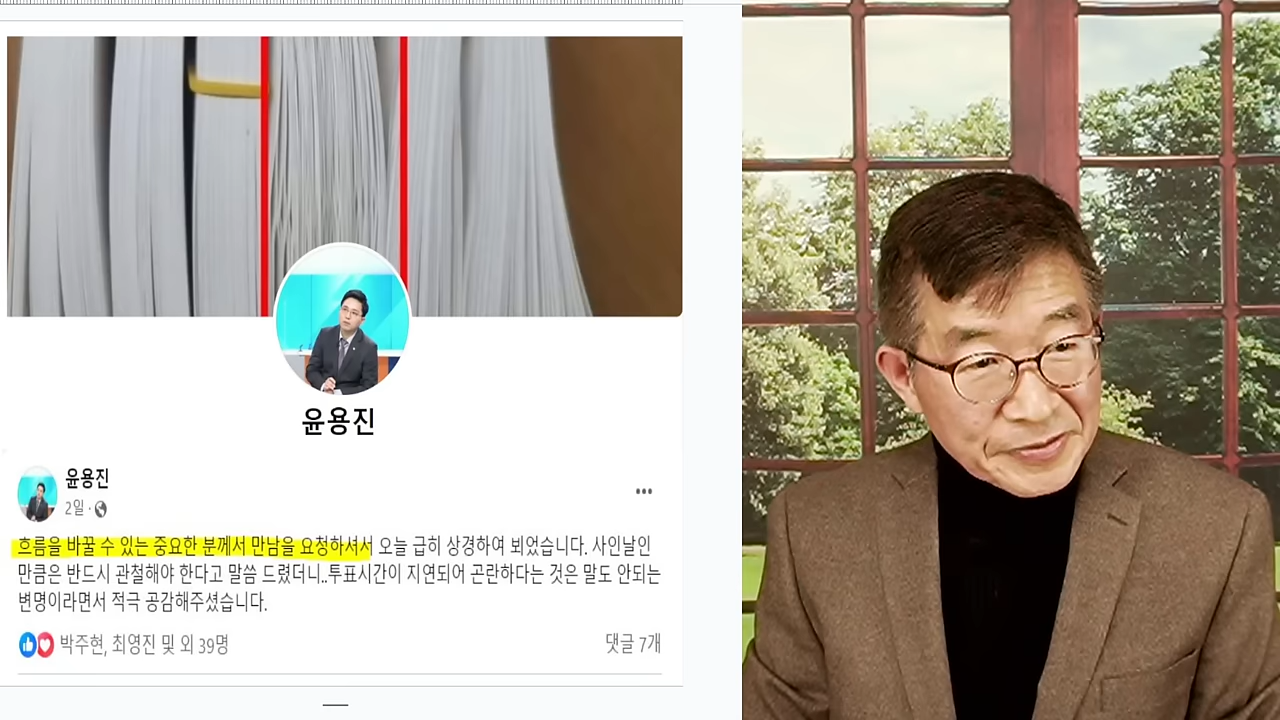 윤용진
윤용진
2일 ·
흐름을 바꿀 수 있는 중요한 분께서 만남을 요청하셔서 오늘 급히 상경하여 뵈었습니다. 사인날인
만큼은 반드시 관철해야 한다고 말씀 드렸더니..투표시간이 지연되어 곤란하다는 것은 말도 안되는
변명이라면서 적극 공감해주셨습니다.
박주현, 최영진 및 외 39명
댓글 7개